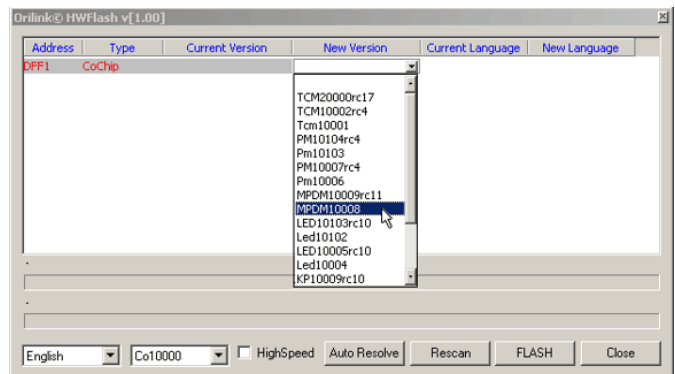 Orilink© HWFlash v[1.00]
Address Type Current Version New Version Current Language New Language
DFF1 CoChip
TCM20000rc17
TCM10002rc4
Tcm10001
PM10104rc4
Pm10103
PM10007rc4
Pm10006
MPDM10009rc11
MPDM10008
LED10103rc10
Led10102
LED10005rc10
Led10004
KP10009rc10
-
-
English Co10000 HighSpeed Auto Resolve Rescan FLASH Close